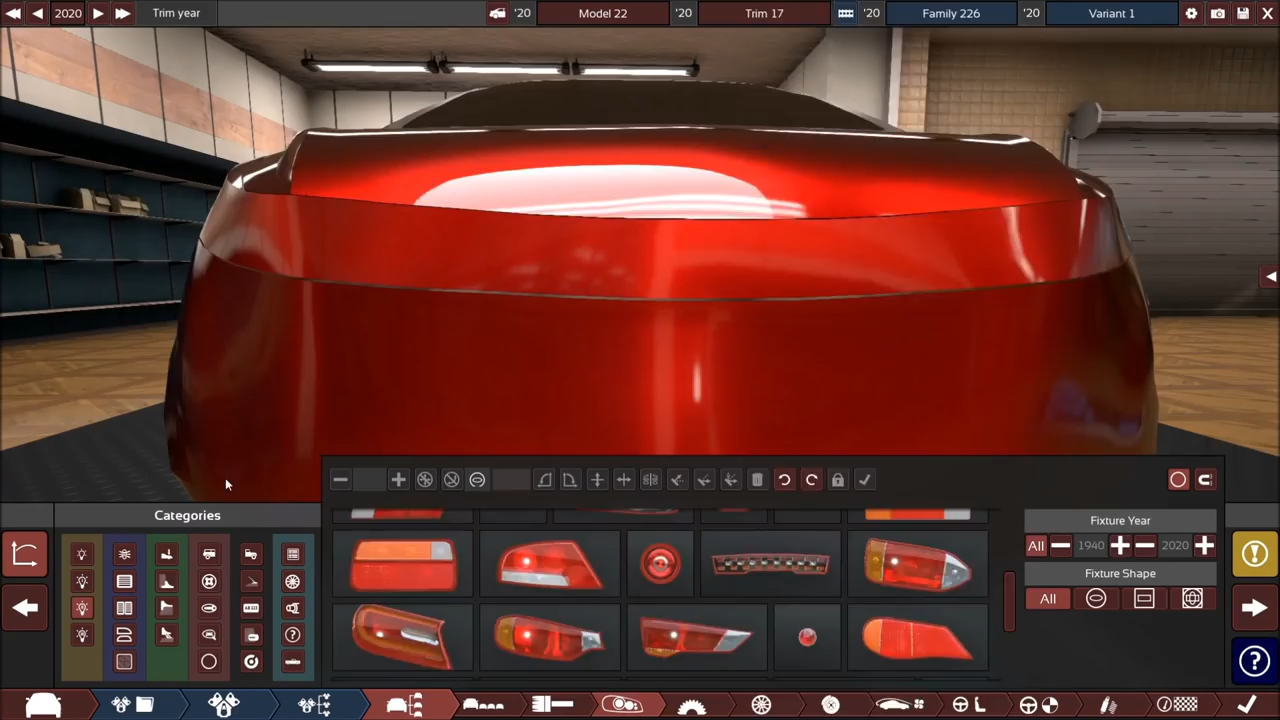 2020 Trim year '20 Model 22 '20 Trim 17 '20 Family 226 '20 Variant 1
Categories
Fixture Year
All 1940 2020
Fixture Shape
All